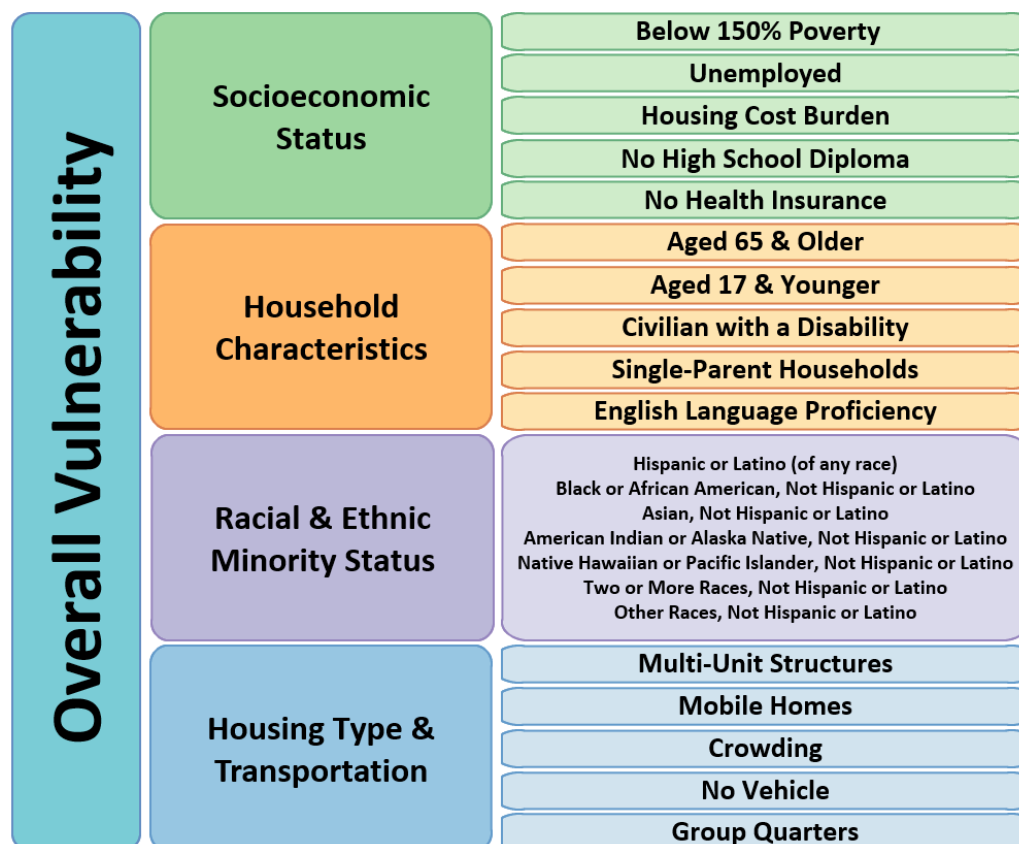 Overall Vulnerability
Socioeconomic
Status
Below 150% Poverty
Unemployed
Housing Cost Burden
No High School Diploma
No Health Insurance
Household
Characteristics
Aged 65 & Older
Aged 17 & Younger
Civilian with a Disability
Single-Parent Households
English Language Proficiency
Racial & Ethnic
Minority Status
Hispanic or Latino (of any race)
Black or African American, Not Hispanic or Latino
Asian, Not Hispanic or Latino
American Indian or Alaska Native, Not Hispanic or Latino
Native Hawaiian or Pacific Islander, Not Hispanic or Latino
Two or More Races, Not Hispanic or Latino
Other Races, Not Hispanic or Latino
Housing Type &
Transportation
Multi-Unit Structures
Mobile Homes
Crowding
No Vehicle
Group Quarters